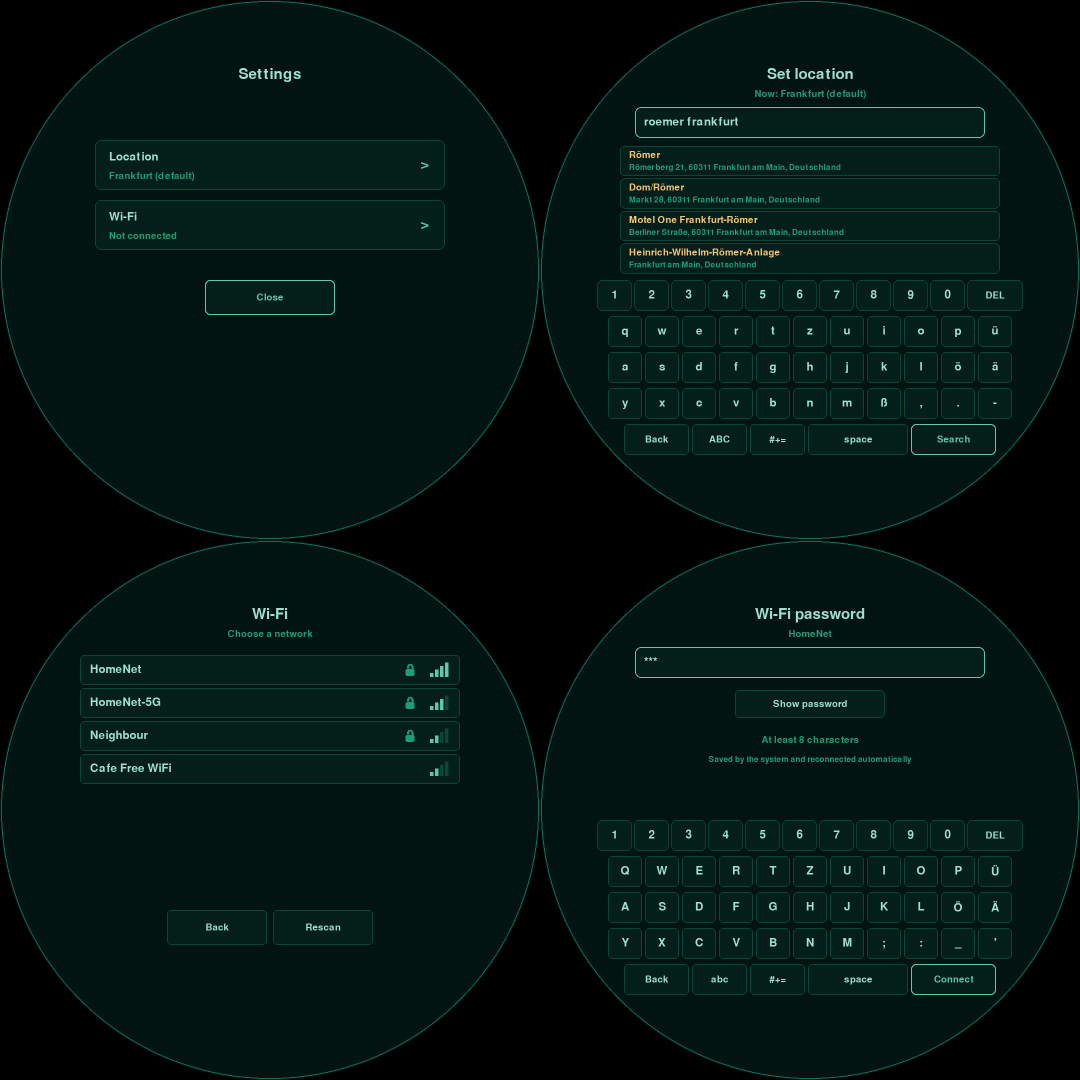 Settings
Location
Frankfurt (default)
>
Wi-Fi
Not connected
>
Close
Set location
Now: Frankfurt (default)
roemer frankfurt
Römer
Römerberg 21, 60311 Frankfurt am Main, Deutschland
Dom/Römer
Markt 28, 60311 Frankfurt am Main, Deutschland
Motel One Frankfurt-Römer
Berliner Straße, 60311 Frankfurt am Main, Deutschland
Heinrich-Wilhelm-Römer-Anlage
Frankfurt am Main, Deutschland
1 2 3 4 5 6 7 8 9 0 DEL
q w e r t z u i o p ü
a s d f g h j k l ö ä
y x c v b n m ß , . -
Back ABC #+= space Search
Wi-Fi
Choose a network
HomeNet
HomeNet-5G
Neighbour
Cafe Free WiFi
Back Rescan
Wi-Fi password
HomeNet
***
Show password
At least 8 characters
Saved by the system and reconnected automatically
1 2 3 4 5 6 7 8 9 0 DEL
Q W E R T Z U I O P Ü
A S D F G H J K L Ö Ä
Y X C V B N M ; : _ '
Back abc #+= space Connect